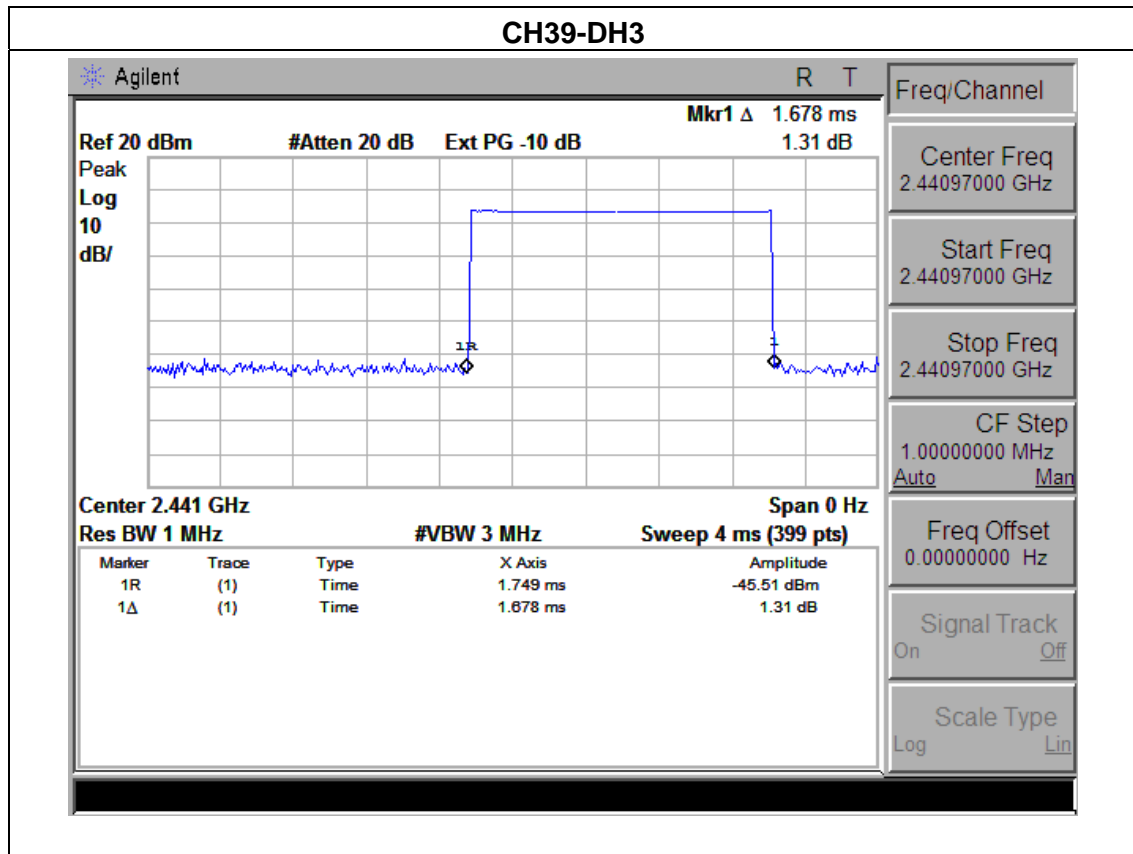 CH39-DH3
Agilent R T
Mkr1 Δ 1.678 ms
Ref 20 dBm #Atten 20 dB Ext PG -10 dB 1.31 dB
Peak
Log
10
dB/
1R
1
Center 2.441 GHz Span 0 Hz
Res BW 1 MHz #VBW 3 MHz Sweep 4 ms (399 pts)
Marker Trace Type X Axis Amplitude
1R (1) Time 1.749 ms -45.51 dBm
1Δ (1) Time 1.678 ms 1.31 dB
Freq/Channel
Center Freq
2.44097000 GHz
Start Freq
2.44097000 GHz
Stop Freq
2.44097000 GHz
CF Step
1.00000000 MHz
Auto Man
Freq Offset
0.00000000 Hz
Signal Track
On Off
Scale Type
Log Lin